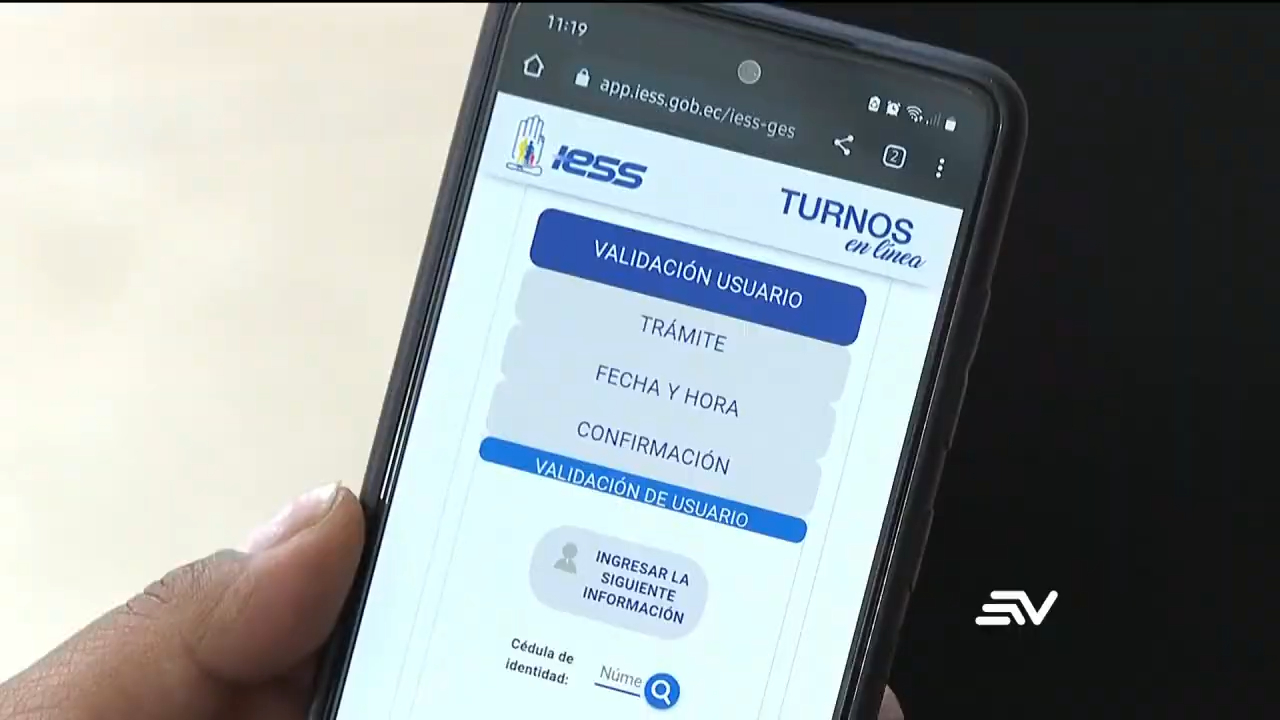 11:19
app.iess.gob.ec/iess-ges
2
IESS
TURNOS
en línea
VALIDACIÓN USUARIO
TRÁMITE
FECHA Y HORA
CONFIRMACIÓN
VALIDACIÓN DE USUARIO
INGRESAR LA
SIGUIENTE
INFORMACIÓN
Cédula de
identidad:
Núme